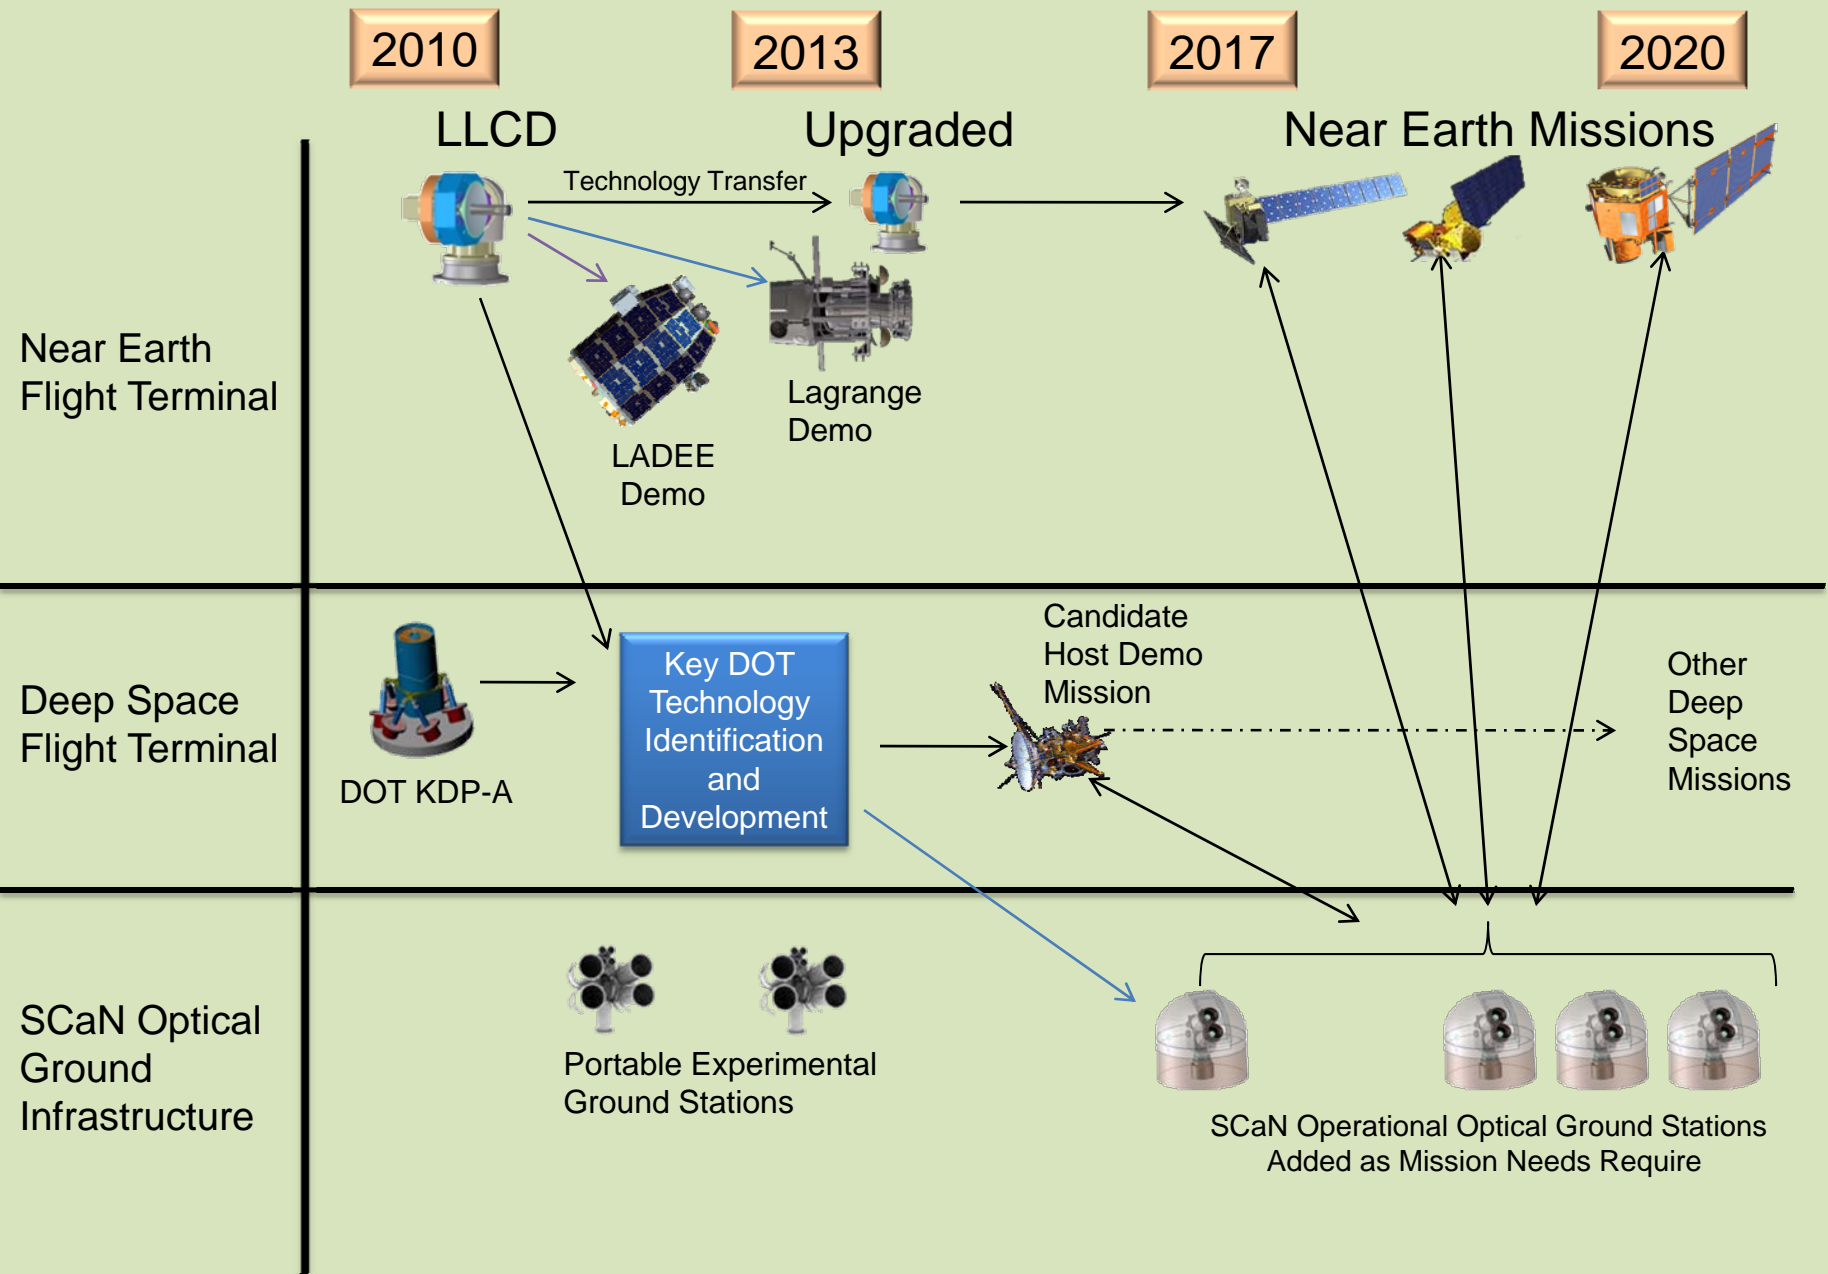 2010
2013
2017
2020
LLCD
Upgraded
Near Earth Missions
Technology Transfer
Near Earth
Flight Terminal
Lagrange
Demo
LADEE
Demo
Candidate
Host Demo
Mission
Key DOT
Technology
Identification
and
Development
Other
Deep
Space
Missions
Deep Space
Flight Terminal
DOT KDP-A
SCaN Optical
Ground
Infrastructure
Portable Experimental
Ground Stations
SCaN Operational Optical Ground Stations
Added as Mission Needs Require